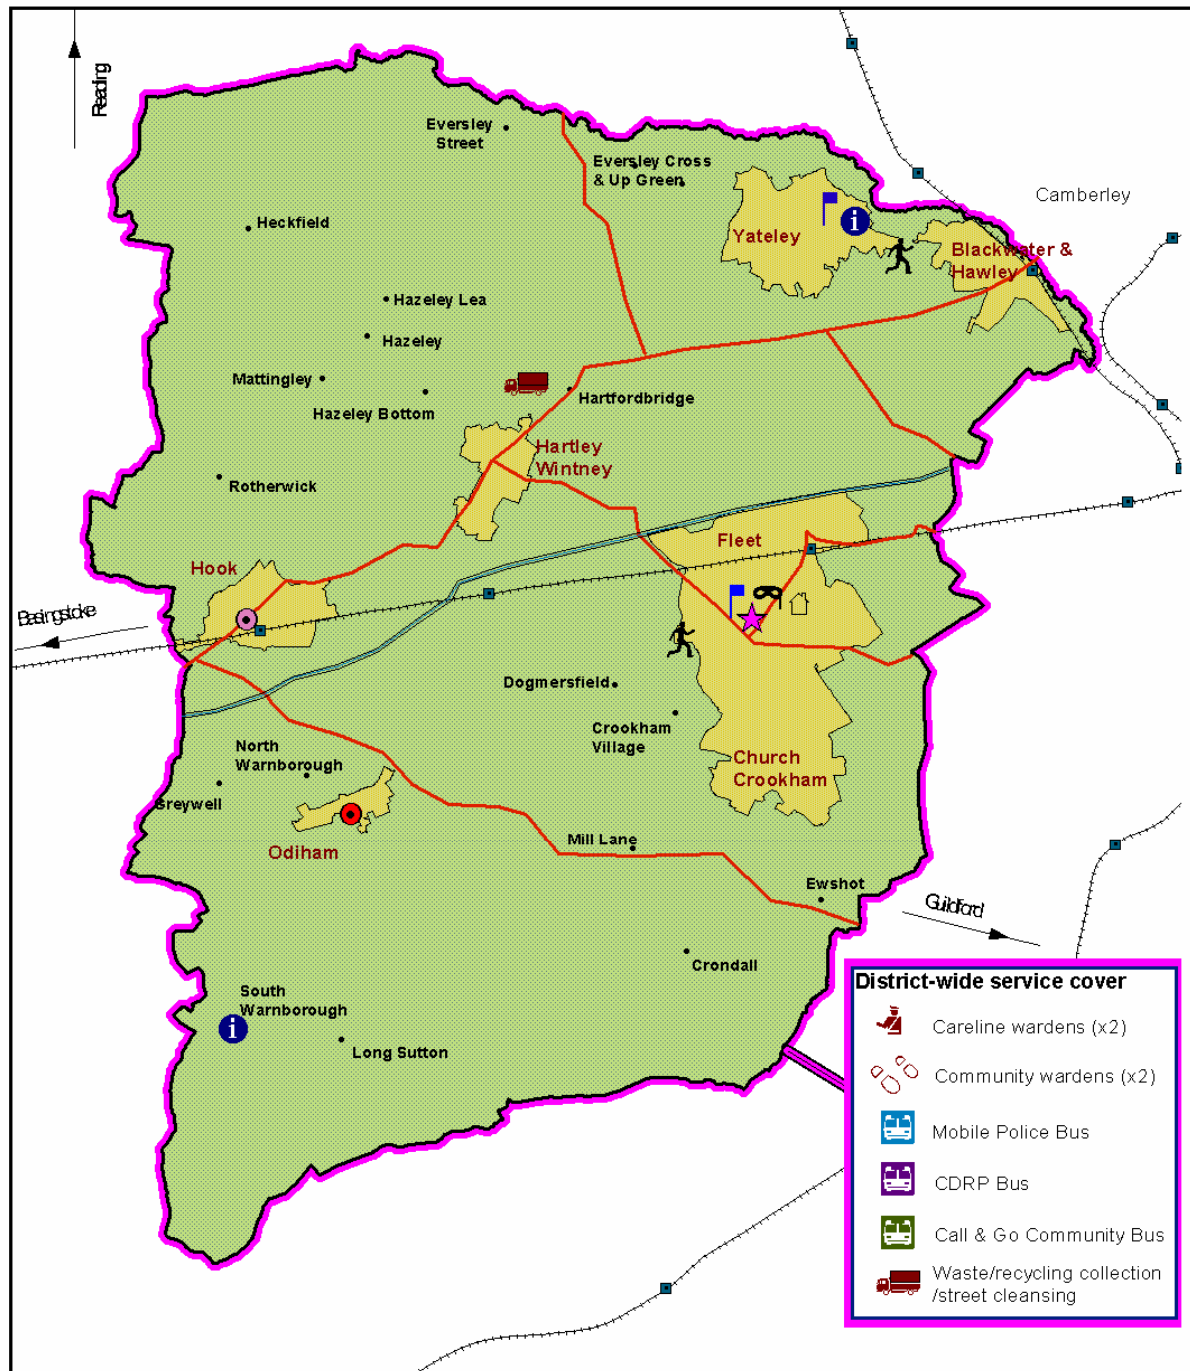 Reading
Eversley
Street
Eversley Cross
& Up Green
Camberley
Heckfield
Yateley
i
Blackwater &
Hawley
Hazeley Lea
Hazeley
Mattingley
Hazeley Bottom
Hartfordbridge
Hartley
Wintney
Rotherwick
Fleet
Hook
Basingstoke
Dogmersfield
Crookham
Village
North
Warnborough
Church
Crookham
Greywell
Odiham
Mill Lane
Ewshot
Guildford
Crondall
South
Warnborough
i
Long Sutton
District-wide service cover
Careline wardens (x2)
Community wardens (x2)
Mobile Police Bus
CDRP Bus
Call & Go Community Bus
Waste/recycling collection
/street cleansing